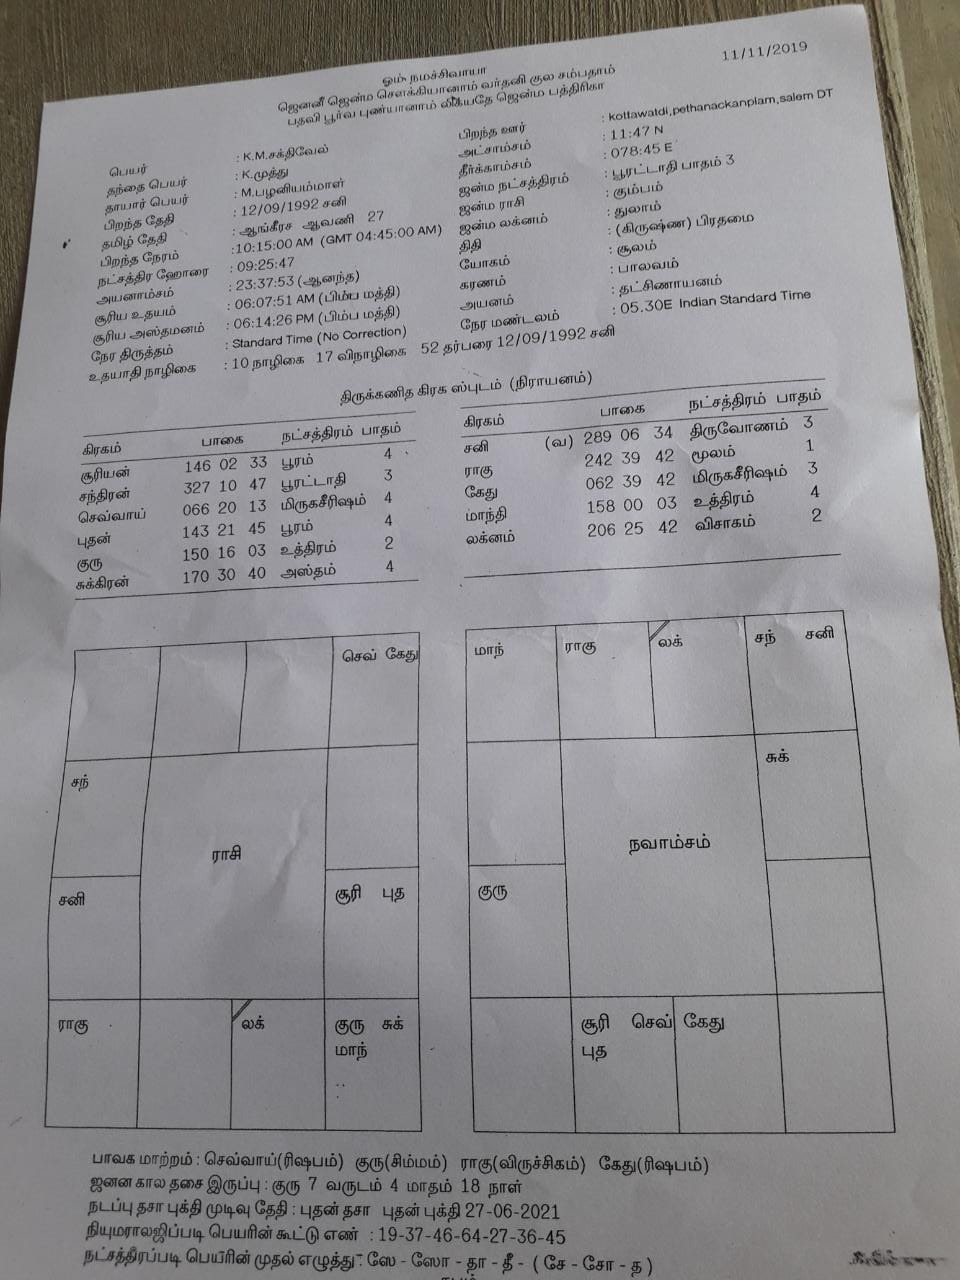 11/11/2019
ஓம் நமச்சிவாயா
ஜெனனீ ஜென்ம சௌக்கியானாம் வர்தனி குல சம்பதாம்
பதவி பூர்வ புண்யானாம் லிக்யதே ஜென்ம பத்திரிகா
பெயர் : K.M.சக்திவேல்
தந்தை பெயர் : K.முத்து
தாயார் பெயர் : M.பழனியம்மாள்
பிறந்த தேதி : 12/09/1992 சனி
தமிழ் தேதி : ஆங்கீரச ஆவணி 27
பிறந்த நேரம் :10:15:00 AM (GMT 04:45:00 AM)
நட்சத்திர ஹோரை : 09:25:47
அயனாம்சம் : 23:37:53 (ஆனந்த)
சூரிய உதயம் : 06:07:51 AM (பிம்ப மத்தி)
சூரிய அஸ்தமனம் : 06:14:26 PM (பிம்ப மத்தி)
நேர திருத்தம் : Standard Time (No Correction)
உதயாதி நாழிகை : 10 நாழிகை 17 விநாழிகை 52 தர்பரை 12/09/1992 சனி
பிறந்த ஊர் : kottawatdi,pethanackanplam,salem DT
அட்சாம்சம் : 11:47 N
தீர்க்காம்சம் : 078:45 E
ஜன்ம நட்சத்திரம் : பூரட்டாதி பாதம் 3
ஜன்ம ராசி : கும்பம்
ஜன்ம லக்னம் : துலாம்
திதி : (கிருஷ்ண) பிரதமை
யோகம் : சூலம்
கரணம் : பாலவம்
அயனம் : தட்சிணாயனம்
நேர மண்டலம் : 05.30E Indian Standard Time
திருக்கணித கிரக ஸ்புடம் (நிராயனம்)
கிரகம் பாகை நட்சத்திரம் பாதம்
சூரியன் 146 02 33 பூரம் 4
சந்திரன் 327 10 47 பூரட்டாதி 3
செவ்வாய் 066 20 13 மிருகசீரிஷம் 4
புதன் 143 21 45 பூரம் 4
குரு 150 16 03 உத்திரம் 2
சுக்கிரன் 170 30 40 அஸ்தம் 4
கிரகம் பாகை நட்சத்திரம் பாதம்
சனி (வ) 289 06 34 திருவோணம் 3
ராகு 242 39 42 மூலம் 1
கேது 062 39 42 மிருகசீரிஷம் 3
மாந்தி 158 00 03 உத்திரம் 4
லக்னம் 206 25 42 விசாகம் 2
செவ் கேது
சந்
ராசி
சனி
சூரி புத
ராகு
லக்
குரு சுக்
மாந்
மாந்
ராகு
லக்
சந் சனி
சுக்
நவாம்சம்
குரு
சூரி செவ்
புத
கேது
பாவக மாற்றம் : செவ்வாய்(ரிஷபம்) குரு(சிம்மம்) ராகு(விருச்சிகம்) கேது(ரிஷபம்)
ஜனன கால தசை இருப்பு : குரு 7 வருடம் 4 மாதம் 18 நாள்
நடப்பு தசா புக்தி முடிவு தேதி : புதன் தசா புதன் புக்தி 27-06-2021
நியுமராலஜிப்படி பெயரின் கூட்டு எண் : 19-37-46-64-27-36-45
நட்சத்திரப்படி பெயரின் முதல் எழுத்து : ஸே - ஸோ - தா - தீ - ( சே - சோ - த )